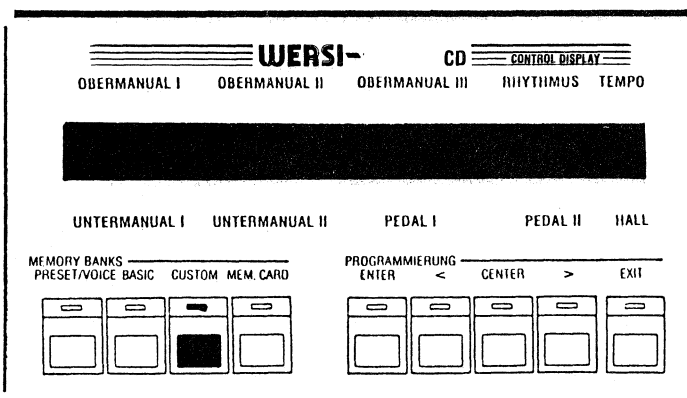 WERSI- CD CONTROL DISPLAY
OBERMANUAL I OBERMANUAL II OBERMANUAL III RHYTHMUS TEMPO
UNTERMANUAL I UNTERMANUAL II PEDAL I PEDAL II HALL
MEMORY BANKS PROGRAMMIERUNG
PRESET/VOICE BASIC CUSTOM MEM. CARD ENTER < CENTER > EXIT